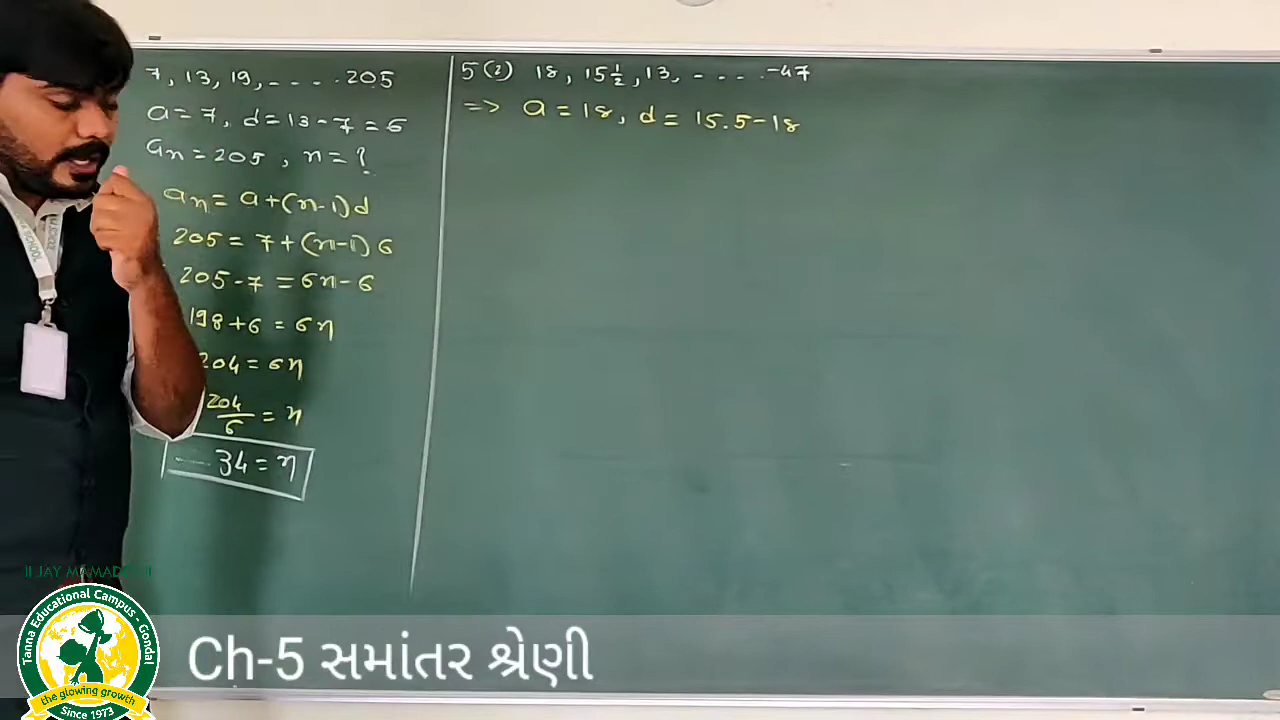 7, 13, 19, - - - . 205
a = 7, d = 13 - 7 = 6
an = 205, n = ?
an = a + (n-1) d
205 = 7 + (n-1) 6
205 - 7 = 6n - 6
198 + 6 = 6n
204 = 6n
204/6 = n
34 = n
5 (2) 18, 15 1/2, 13, - - - . -47
=> a = 18, d = 15.5 - 18
Ch-5 સમાંતર શ્રેણી
Tanna Educational Campus - Gondal
the glowing growth
Since 1973